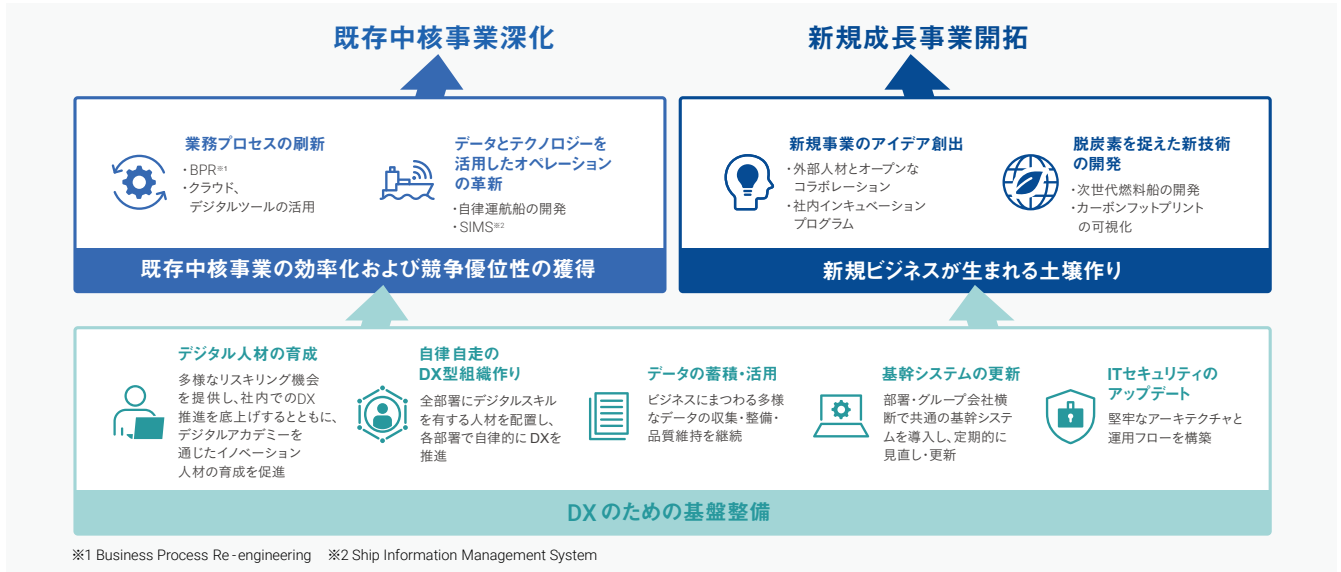 既存中核事業深化
新規成長事業開拓
業務プロセスの刷新
・BPR※1
・クラウド、
デジタルツールの活用
データとテクノロジーを
活用したオペレーション
の革新
・自律運航船の開発
・SIMS※2
既存中核事業の効率化および競争優位性の獲得
新規事業のアイデア創出
・外部人材とオープンな
コラボレーション
・社内インキュベーション
プログラム
脱炭素を捉えた新技術
の開発
・次世代燃料船の開発
・カーボンフットプリント
の可視化
新規ビジネスが生まれる土壌作り
デジタル人材の育成
多様なリスキリング機会
を提供し、社内でのDX
推進を底上げするとともに、
デジタルアカデミーを
通じたイノベーション
人材の育成を促進
自律自走の
DX型組織作り
全部署にデジタルスキル
を有する人材を配置し、
各部署で自律的に DXを
推進
データの蓄積・活用
ビジネスにまつわる多様
なデータの収集・整備・
品質維持を継続
基幹システムの更新
部署・グループ会社横
断で共通の基幹システ
ムを導入し、定期的に
見直し・更新
ITセキュリティの
アップデート
堅牢なアーキテクチャと
運用フローを構築
DX のための基盤整備
※1 Business Process Re-engineering ※2 Ship Information Management System